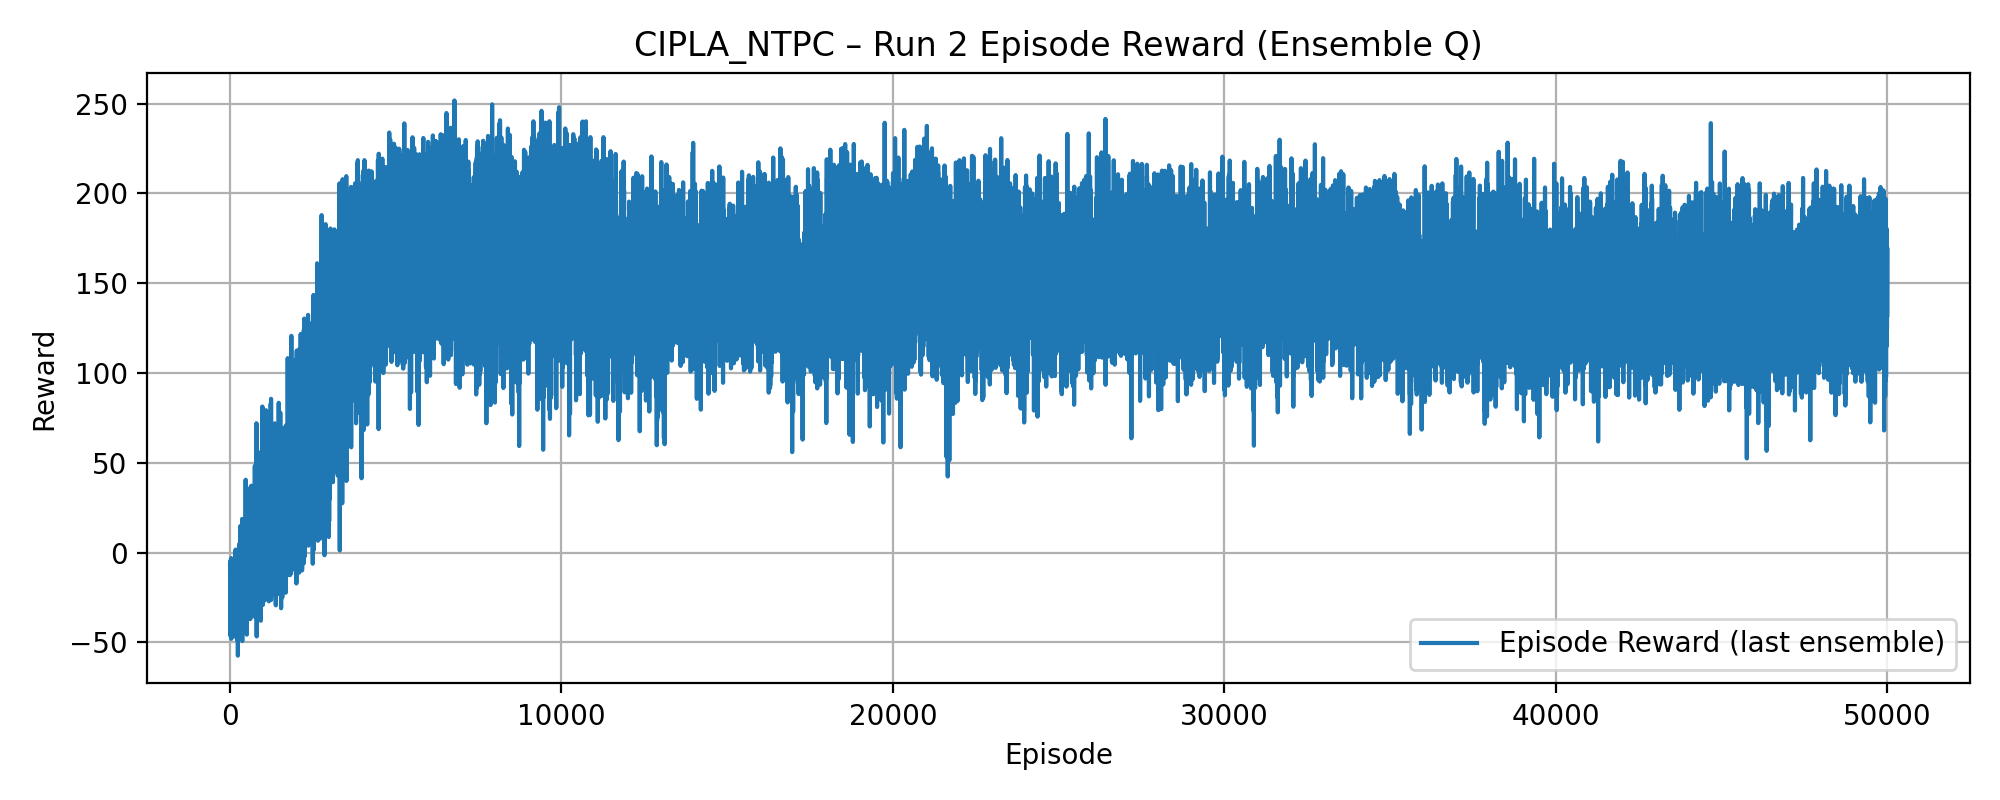 CIPLA_NTPC – Run 2 Episode Reward (Ensemble Q)
250
200
150
100
50
0
−50
Reward
0 10000 20000 30000 40000 50000
Episode
Episode Reward (last ensemble)